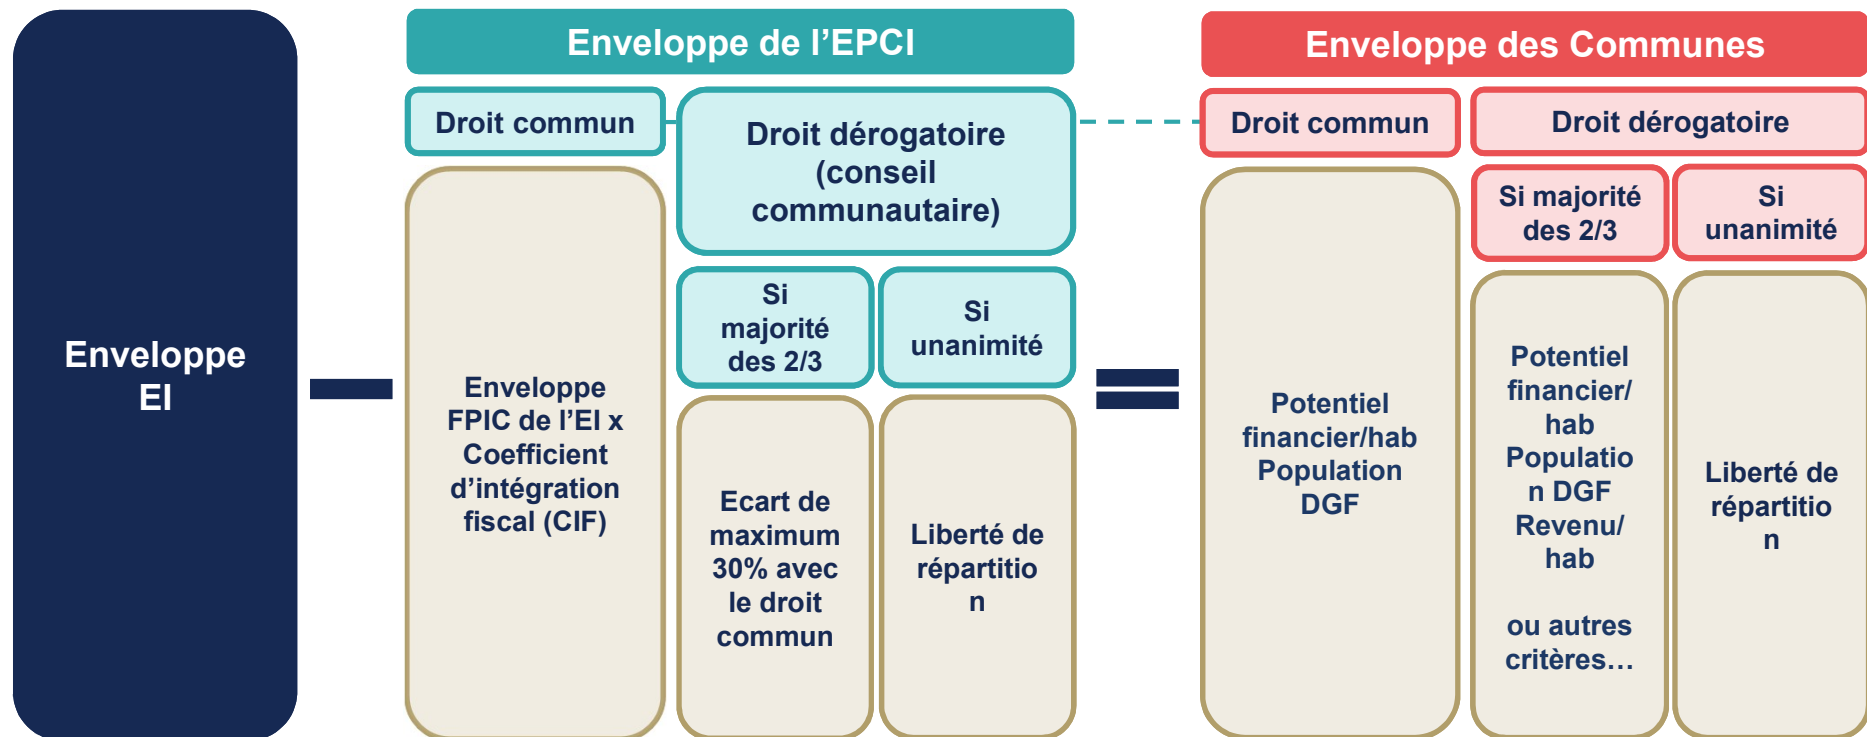 Enveloppe
EI
Enveloppe de l’EPCI
Droit commun
Enveloppe
FPIC de l’EI x
Coefficient
d’intégration
fiscal (CIF)
Droit dérogatoire
(conseil
communautaire)
Si
majorité
des 2/3
Ecart de
maximum
30% avec
le droit
commun
Si
unanimité
Liberté de
répartitio
n
Enveloppe des Communes
Droit commun
Potentiel
financier/hab
Population
DGF
Droit dérogatoire
Si majorité
des 2/3
Potentiel
financier/
hab
Populatio
n DGF
Revenu/
hab
ou autres
critères…
Si
unanimité
Liberté de
répartitio
n